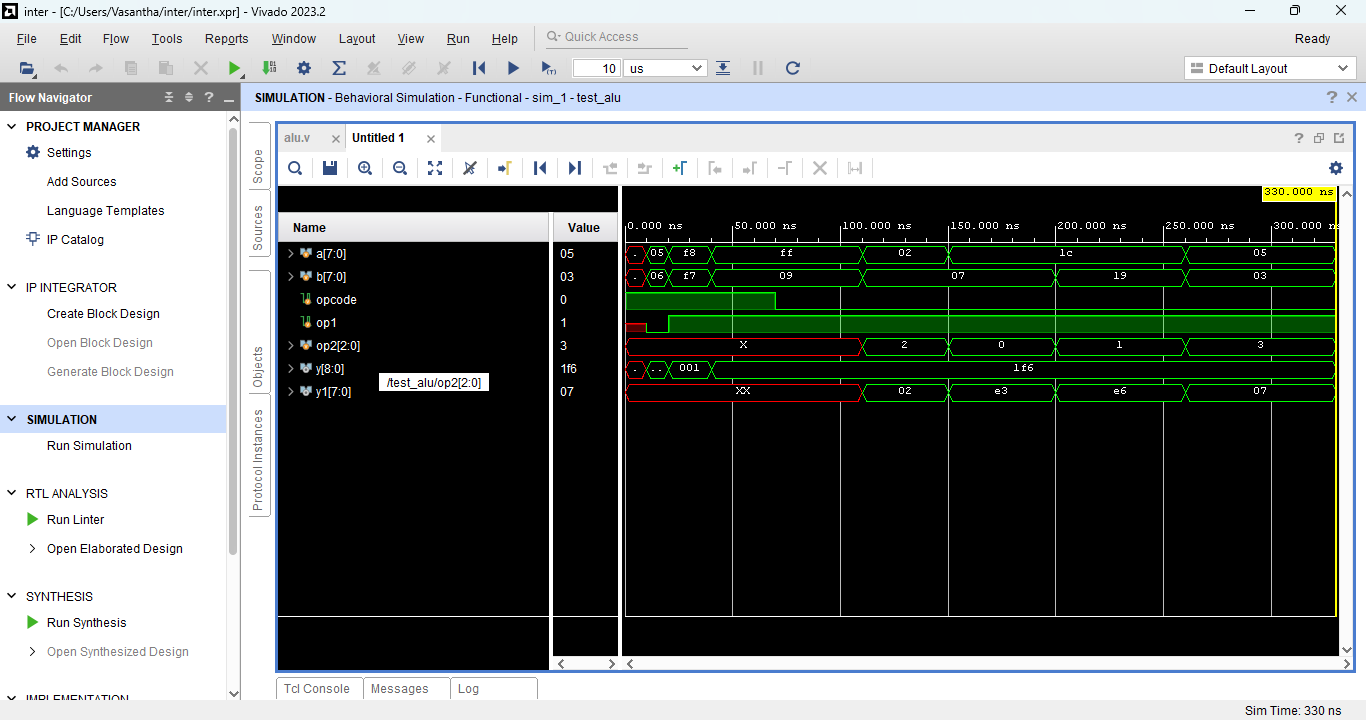 inter - [C:/Users/Vasantha/inter/inter.xpr] - Vivado 2023.2
File Edit Flow Tools Reports Window Layout View Run Help Quick Access Ready
10 us Default Layout
Flow Navigator
SIMULATION - Behavioral Simulation - Functional - sim_1 - test_alu
PROJECT MANAGER
Settings
Add Sources
Language Templates
IP Catalog
IP INTEGRATOR
Create Block Design
Open Block Design
Generate Block Design
SIMULATION
Run Simulation
RTL ANALYSIS
Run Linter
Open Elaborated Design
SYNTHESIS
Run Synthesis
Open Synthesized Design
IMPLEMENTATION
Scope
Sources
Objects
Protocol Instances
alu.v Untitled 1
330.000 ns
Name Value 0.000 ns 50.000 ns 100.000 ns 150.000 ns 200.000 ns 250.000 ns 300.000 n
a[7:0] 05 . 05 f8 ff 02 1c 05
b[7:0] 03 . 06 f7 09 07 19 03
opcode 0
op1 1
op2[2:0] 3 X 2 0 1 3
y[8:0] 1f6 . .. 001 1f6
/test_alu/op2[2:0]
y1[7:0] 07 XX 02 e3 e6 07
Tcl Console Messages Log
Sim Time: 330 ns